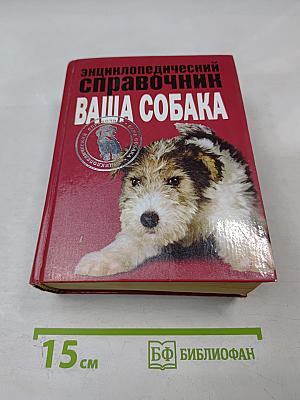 энциклопедический
справочник
ВАША СОБАКА
15 см
БФ БИБЛИОФАН